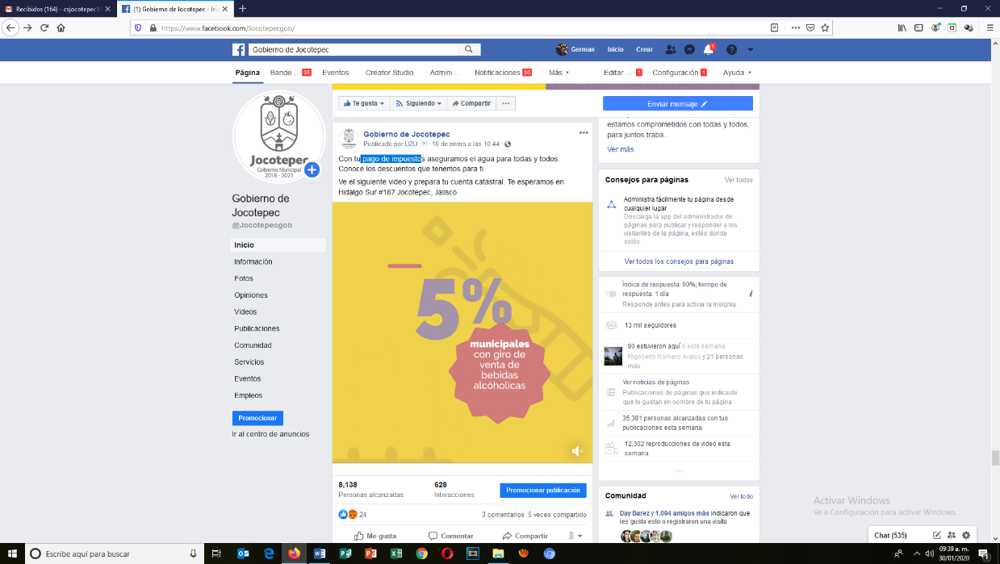 Recibidos (164) - csjocotepec1
(1) Gobierno de Jocotepec - Ini
https://www.facebook.com/Jocotepecgob/
Gobierno de Jocotepec
German
Inicio
Crear
1
Página
Bande... 35
Eventos
Creator Studio
Admini...
Notificaciones 36
Más
Editar ... 1
Configuración 1
Ayuda
Jocotepec
Gobierno Municipal
2018 - 2021
Gobierno de
Jocotepec
@Jocotepecgob
Inicio
Información
Fotos
Opiniones
Videos
Publicaciones
Comunidad
Servicios
Eventos
Empleos
Promocionar
Ir al centro de anuncios
Te gusta
Siguiendo
Compartir
Gobierno de Jocotepec
Publicado por UZU [?] · 10 de enero a las 10:44 ·
Con tu pago de impuestos aseguramos el agua para todas y todos.
Conoce los descuentos que tenemos para ti.
Ve el siguiente video y prepara tu cuenta catastral. Te esperamos en
Hidalgo Sur #187 Jocotepec, Jalisco.
5%
municipales
con giro de
venta de
bebidas
alcóholicas
8,138
Personas alcanzadas
628
Interacciones
Promocionar publicación
24
3 comentarios 5 veces compartido
Me gusta
Comentar
Compartir
Enviar mensaje
estamos comprometidos con todas y todos,
para juntos traba...
Ver más
Consejos para páginas
Ver todos
Administra fácilmente tu página desde
cualquier lugar
Descarga la app del administrador de
páginas para publicar y responder a los
visitantes de la página, estés donde
estés.
Ver todos los consejos para páginas
Índice de respuesta: 90%; tiempo de
respuesta: 1 día
Responde antes para activar la insignia
13 mil seguidores
90 estuvieron aquí 0 esta semana
Rigoberto Romero Avalos y 21 personas
más
Ver noticias de páginas
Publicaciones de páginas que indicaste
que te gustan en nombre de tu página
35,381 personas alcanzadas con tus
publicaciones esta semana
12,302 reproducciones de video esta
semana
Comunidad
Ver todo
Day Barez y 1,094 amigos más indicaron que
les gusta esto o registraron una visita
Activar Windows
Ve a Configuración para activar Windows.
Chat (535)
Escribe aquí para buscar
09:39 a. m.
30/01/2020
1